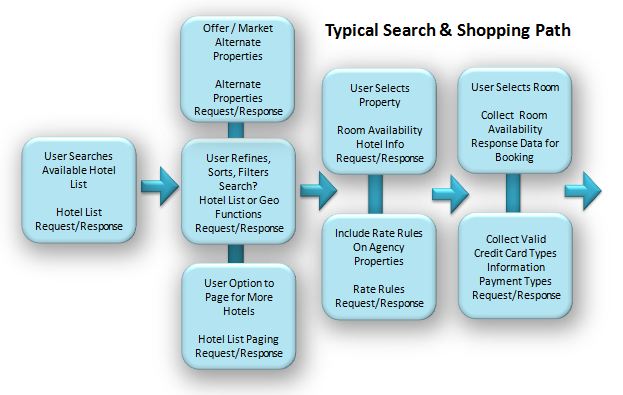 Typical Search & Shopping Path
User Searches
Available Hotel
List
Hotel List
Request/Response
Offer / Market
Alternate
Properties
Alternate
Properties
Request/Response
User Refines,
Sorts, Filters
Search?
Hotel List or Geo
Functions
Request/Response
User Option to
Page for More
Hotels
Hotel List Paging
Request/Response
User Selects
Property
Room Availability
Hotel Info
Request/Response
Include Rate Rules
On Agency
Properties
Rate Rules
Request/Response
User Selects Room
Collect Room
Availability
Response Data for
Booking
Collect Valid
Credit Card Types
Information
Payment Types
Request/Response